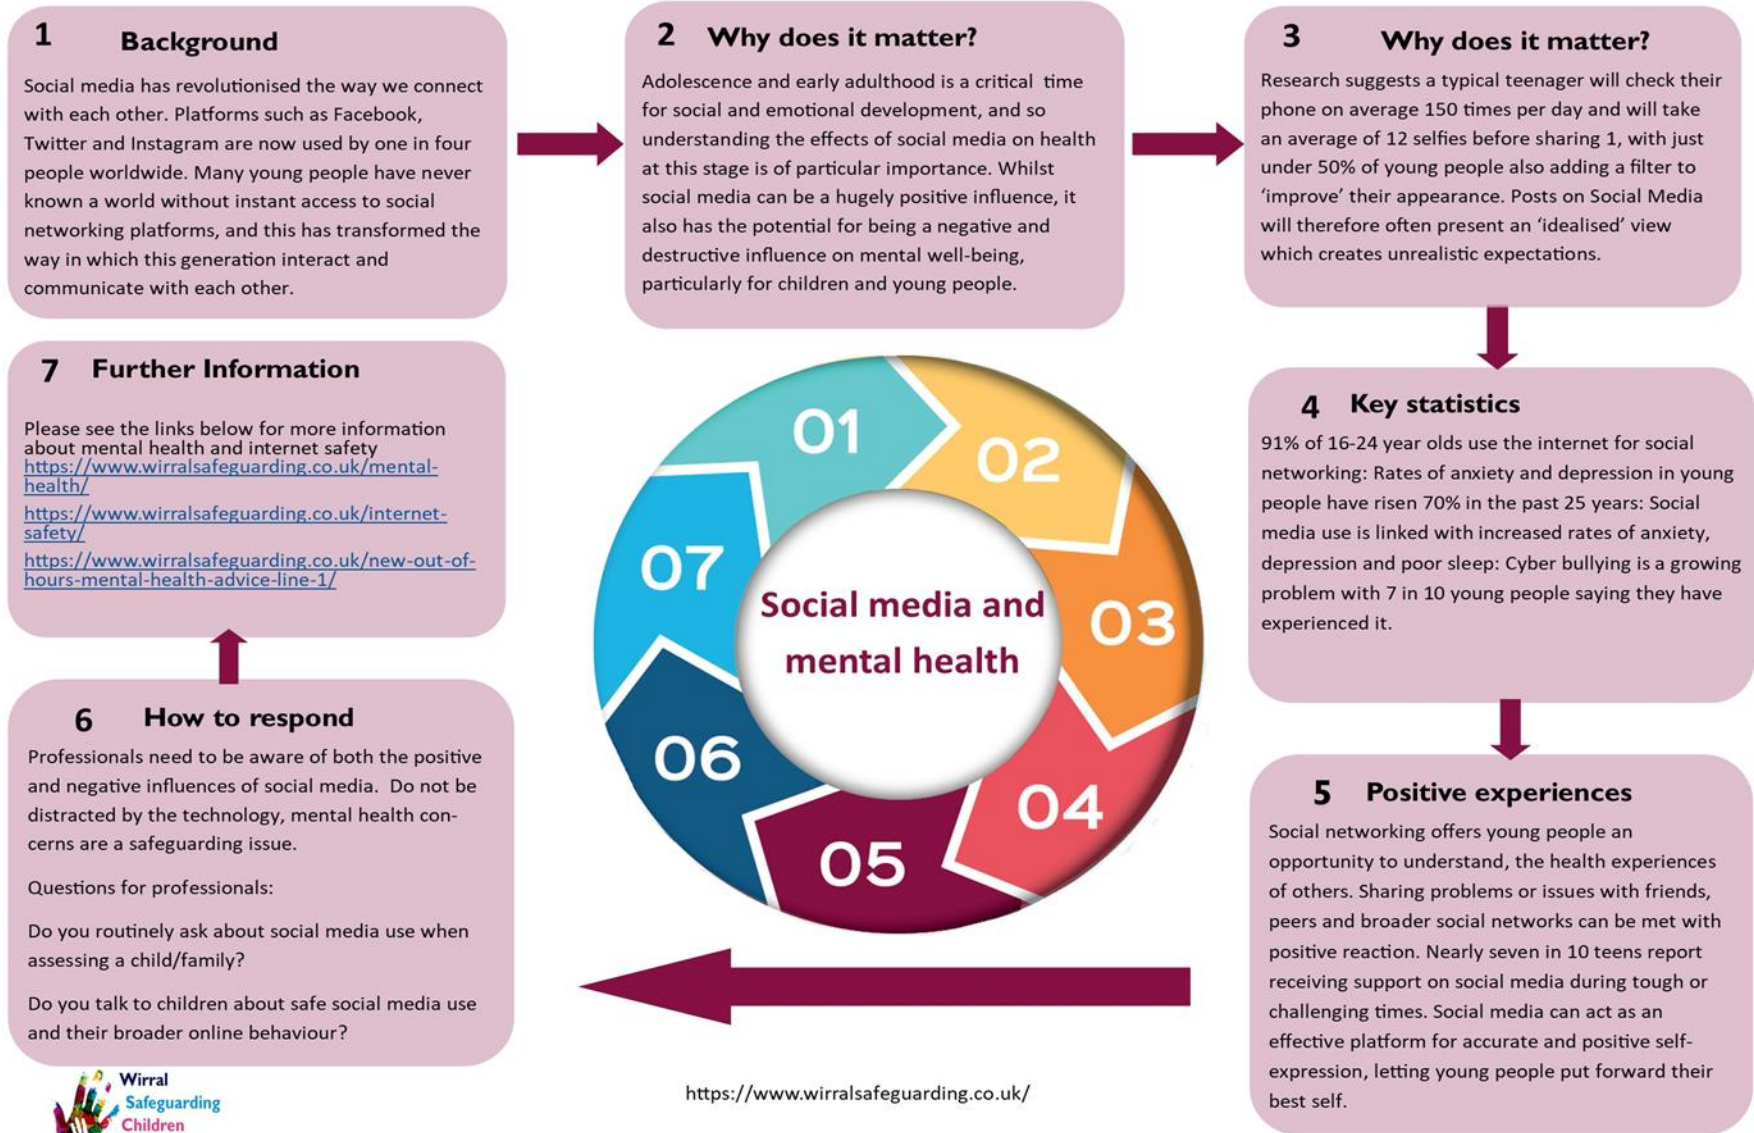 1 Background
Social media has revolutionised the way we connect
with each other. Platforms such as Facebook,
Twitter and Instagram are now used by one in four
people worldwide. Many young people have never
known a world without instant access to social
networking platforms, and this has transformed the
way in which this generation interact and
communicate with each other.
2 Why does it matter?
Adolescence and early adulthood is a critical time
for social and emotional development, and so
understanding the effects of social media on health
at this stage is of particular importance. Whilst
social media can be a hugely positive influence, it
also has the potential for being a negative and
destructive influence on mental well-being,
particularly for children and young people.
3 Why does it matter?
Research suggests a typical teenager will check their
phone on average 150 times per day and will take
an average of 12 selfies before sharing 1, with just
under 50% of young people also adding a filter to
‘improve’ their appearance. Posts on Social Media
will therefore often present an ‘idealised’ view
which creates unrealistic expectations.
4 Key statistics
91% of 16-24 year olds use the internet for social
networking: Rates of anxiety and depression in young
people have risen 70% in the past 25 years: Social
media use is linked with increased rates of anxiety,
depression and poor sleep: Cyber bullying is a growing
problem with 7 in 10 young people saying they have
experienced it.
5 Positive experiences
Social networking offers young people an
opportunity to understand, the health experiences
of others. Sharing problems or issues with friends,
peers and broader social networks can be met with
positive reaction. Nearly seven in 10 teens report
receiving support on social media during tough or
challenging times. Social media can act as an
effective platform for accurate and positive self-
expression, letting young people put forward their
best self.
6 How to respond
Professionals need to be aware of both the positive
and negative influences of social media. Do not be
distracted by the technology, mental health con-
cerns are a safeguarding issue.
Questions for professionals:
Do you routinely ask about social media use when
assessing a child/family?
Do you talk to children about safe social media use
and their broader online behaviour?
7 Further Information
Please see the links below for more information
about mental health and internet safety
https://www.wirralsafeguarding.co.uk/mental-
health/
https://www.wirralsafeguarding.co.uk/internet-
safety/
https://www.wirralsafeguarding.co.uk/new-out-of-
hours-mental-health-advice-line-1/
01
02
03
04
05
06
07
Social media and
mental health
https://www.wirralsafeguarding.co.uk/
Wirral
Safeguarding
Children